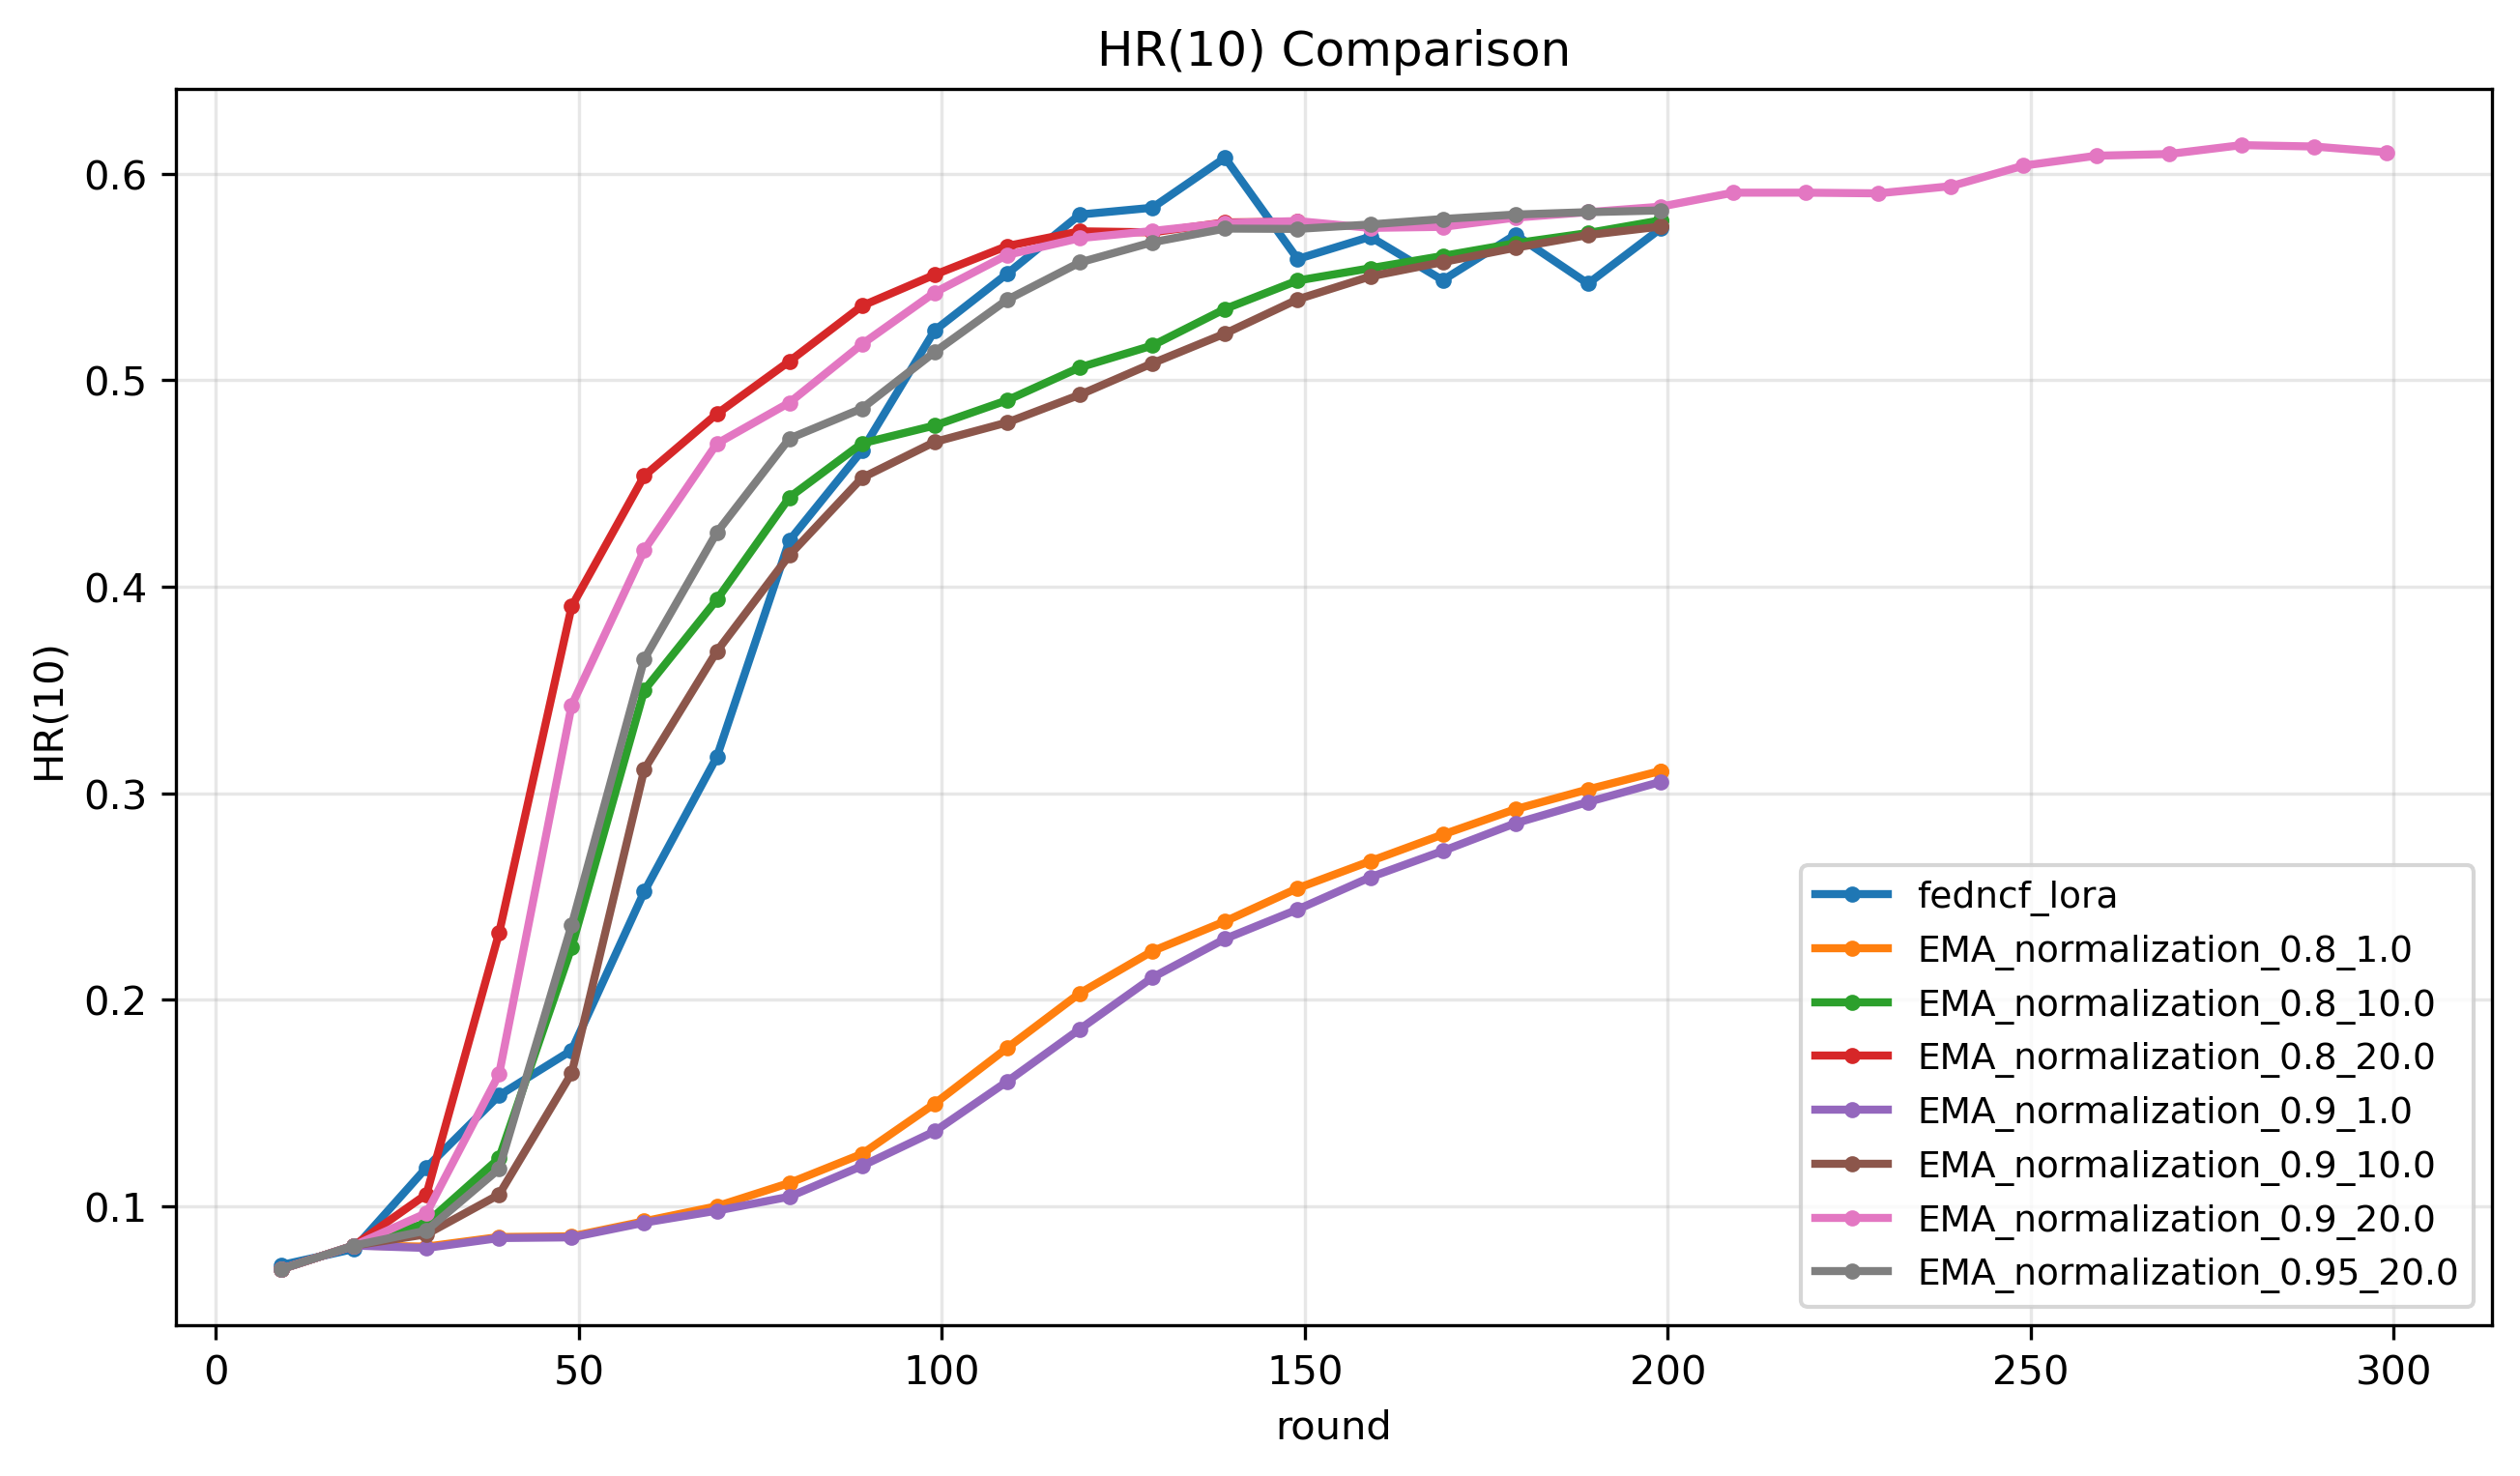 HR(10) Comparison
HR(10)
0.6
0.5
0.4
0.3
0.2
0.1
0 50 100 150 200 250 300
round
fedncf_lora
EMA_normalization_0.8_1.0
EMA_normalization_0.8_10.0
EMA_normalization_0.8_20.0
EMA_normalization_0.9_1.0
EMA_normalization_0.9_10.0
EMA_normalization_0.9_20.0
EMA_normalization_0.95_20.0